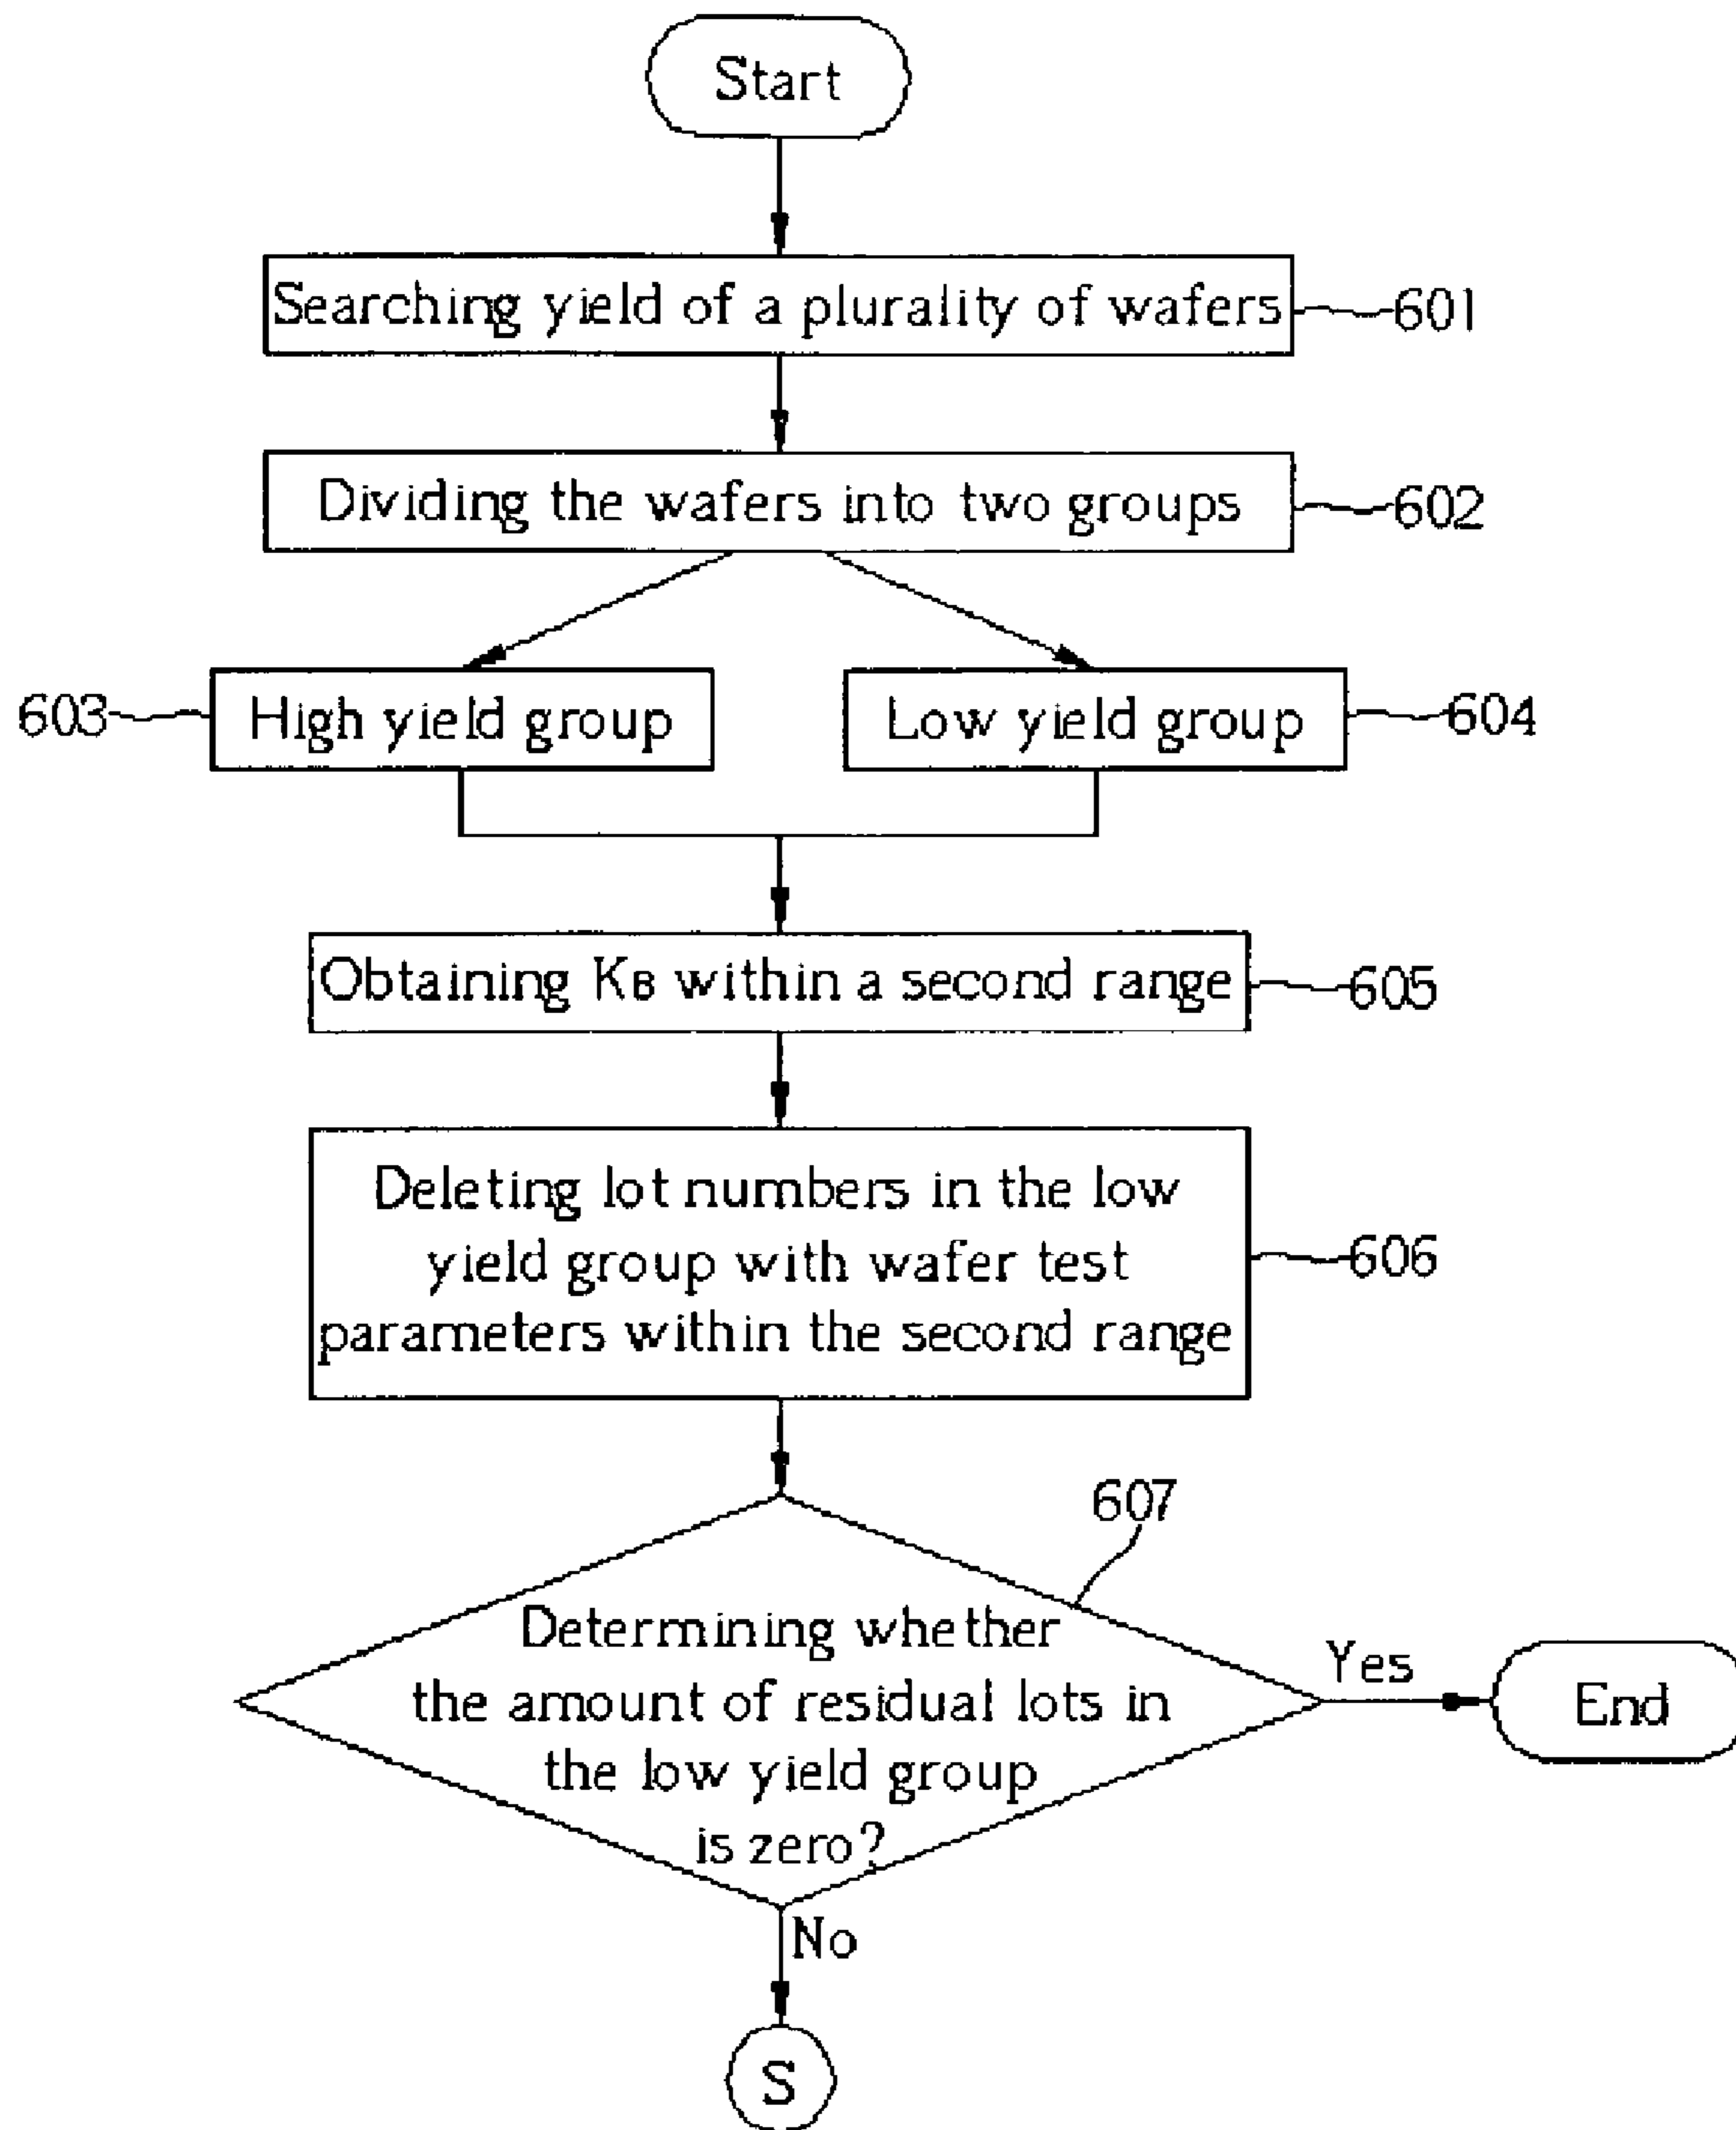 Start
Searching yield of a plurality of wafers
601
Dividing the wafers into two groups
602
603
High yield group
Low yield group
604
Obtaining KB within a second range
605
Deleting lot numbers in the low
yield group with wafer test
parameters within the second range
606
607
Determining whether
the amount of residual lots in
the low yield group
is zero?
Yes
End
No
S